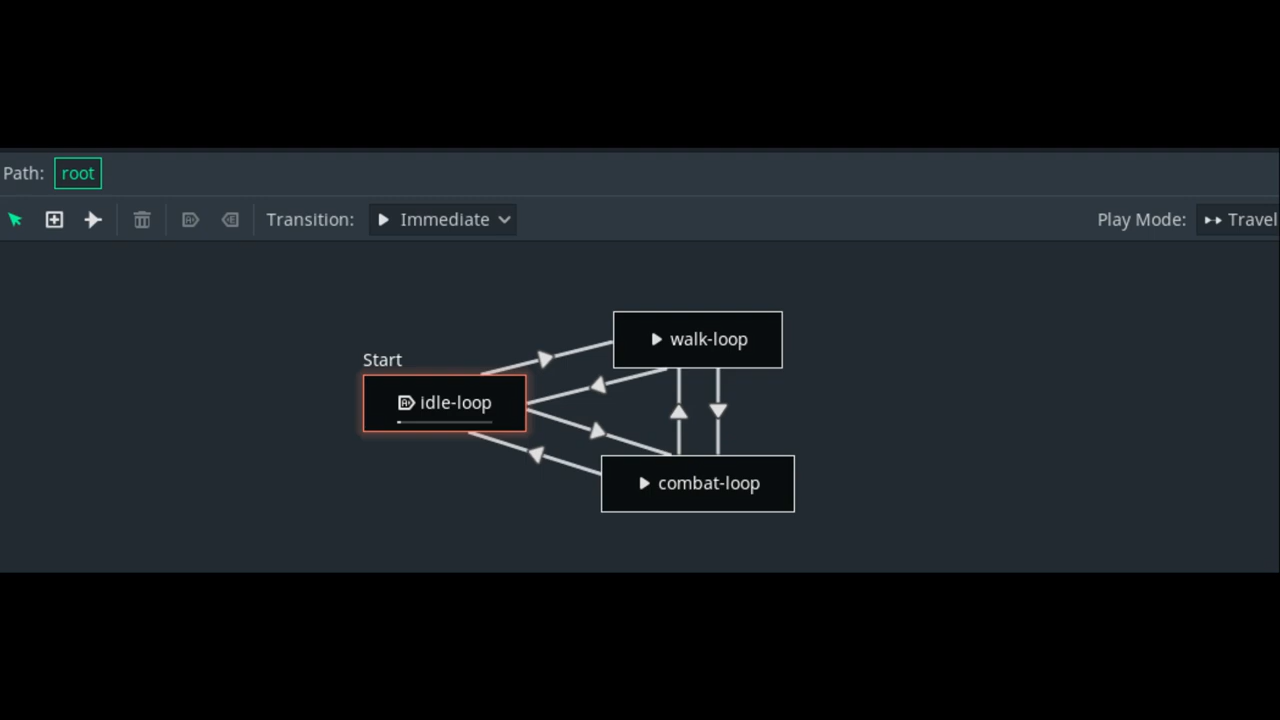 Path: root
Transition: Immediate Play Mode: Travel
walk-loop
Start
idle-loop
combat-loop